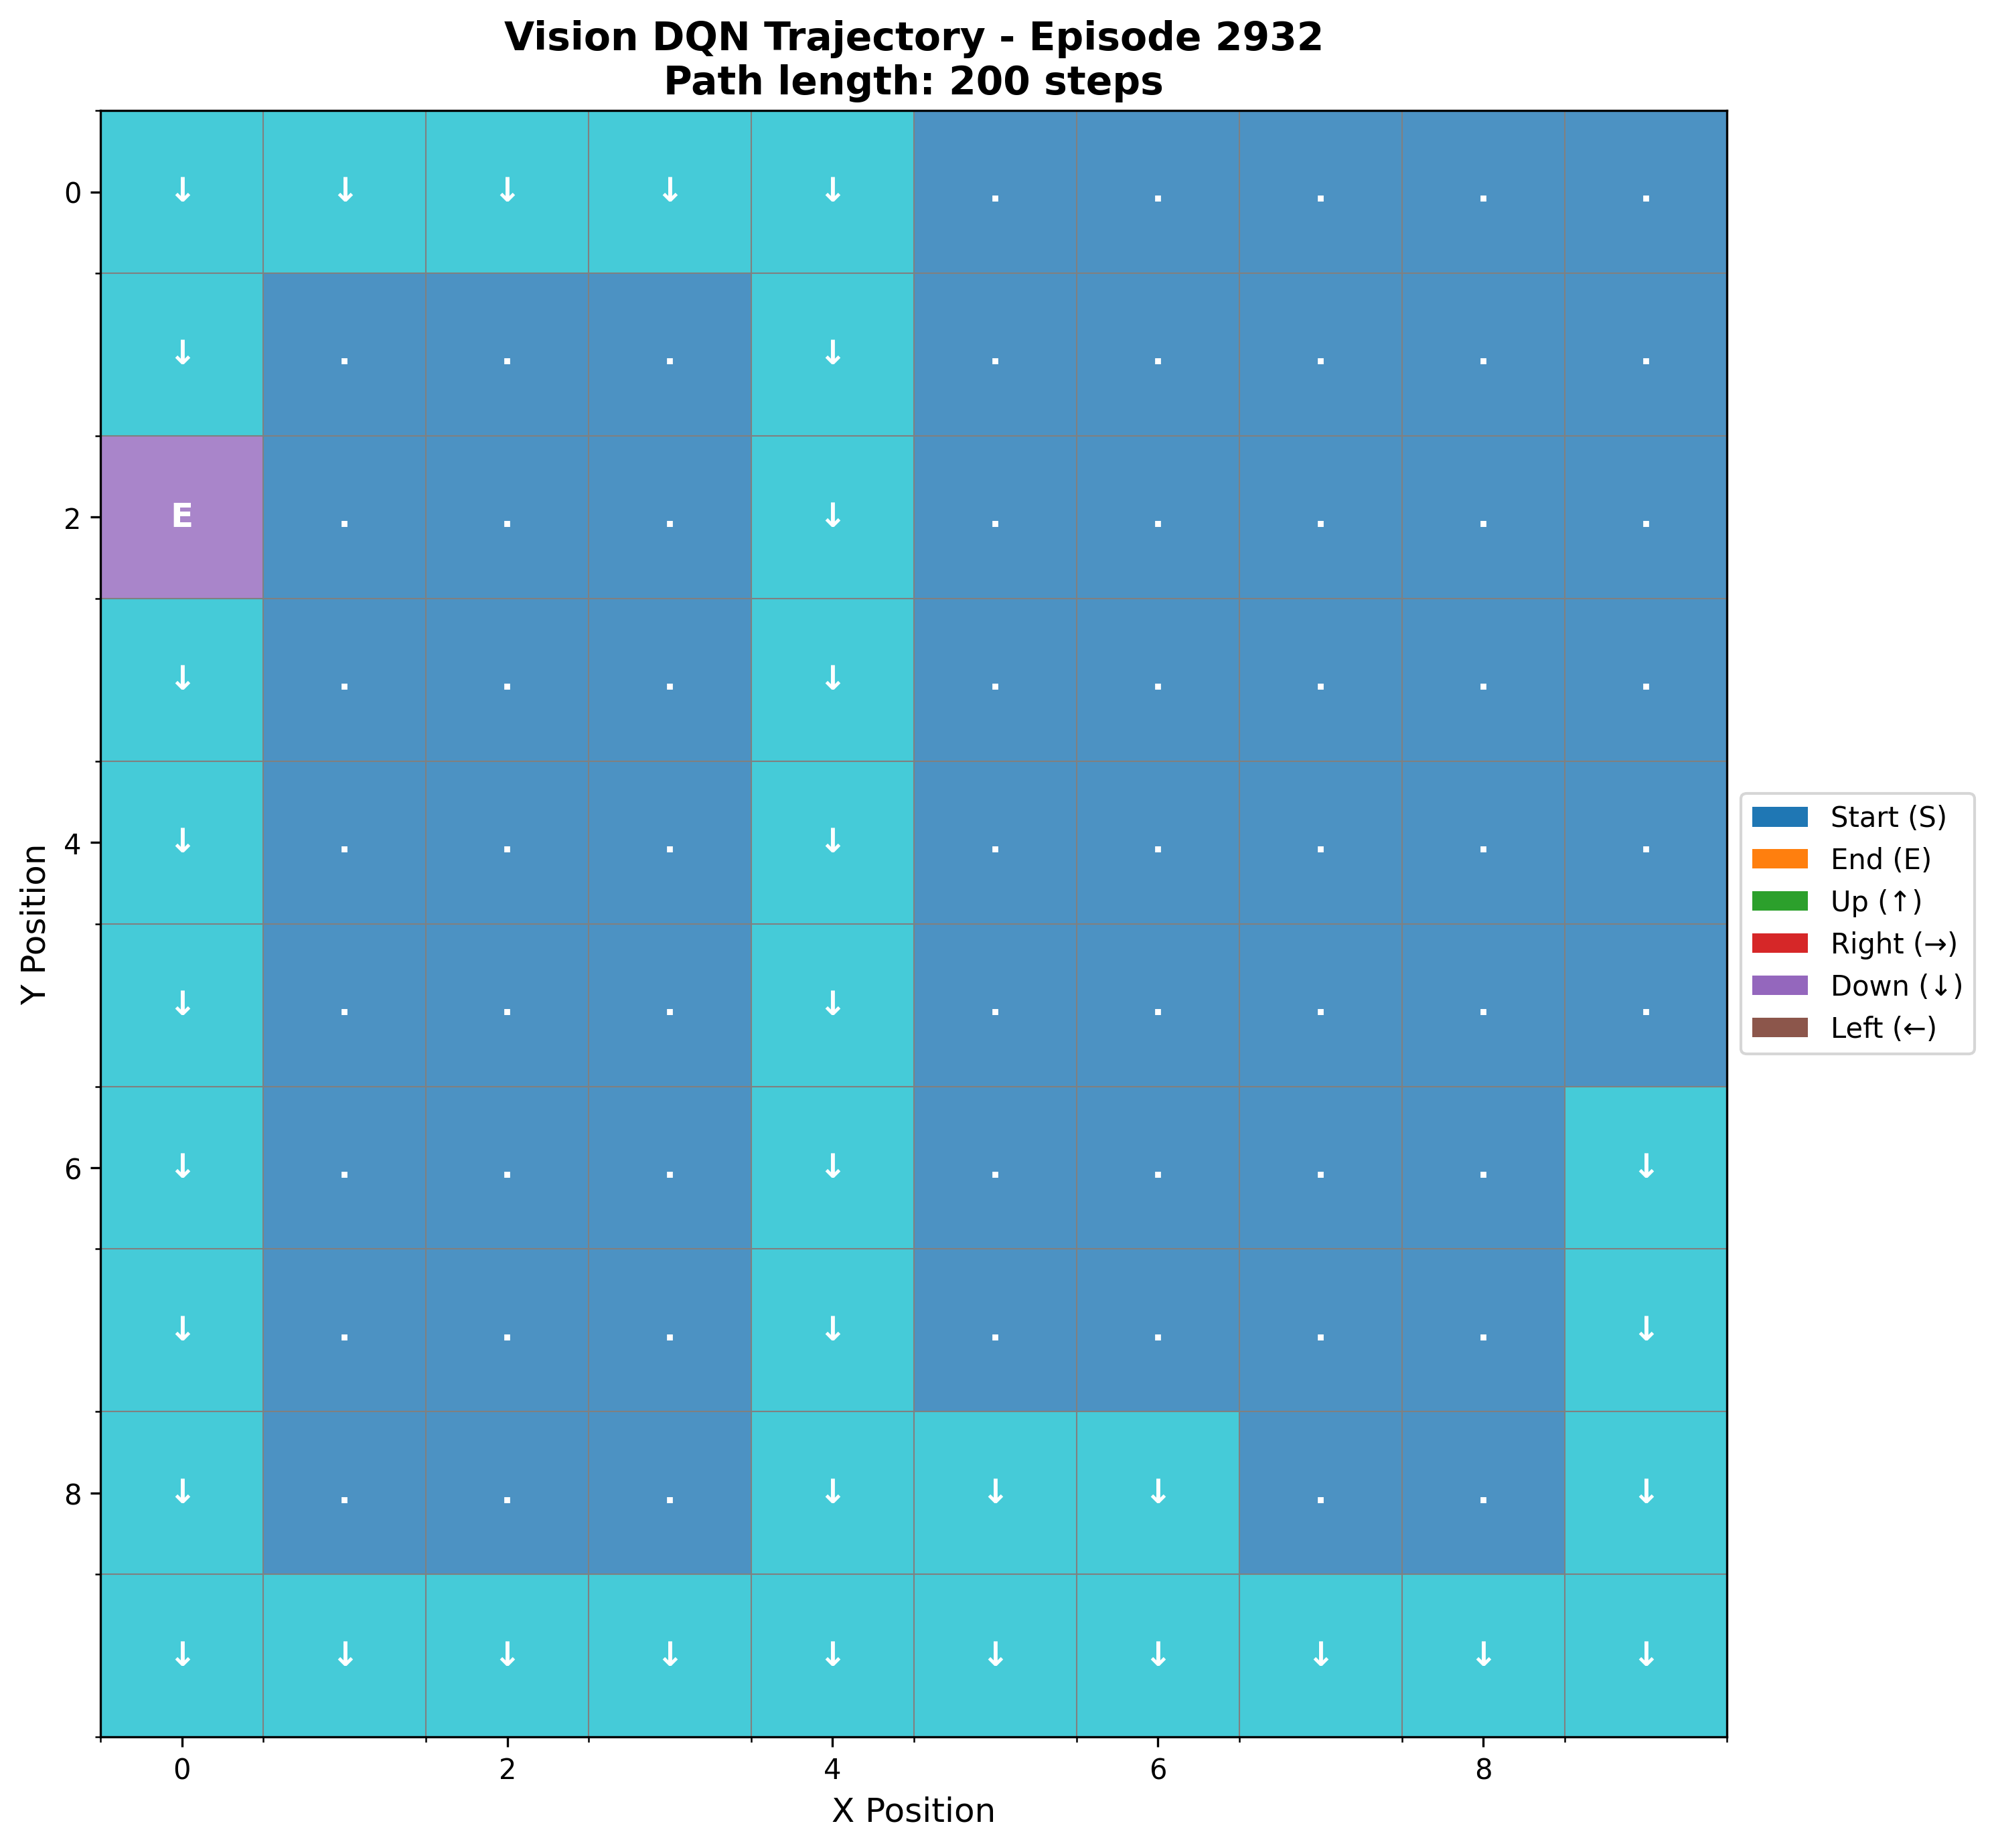 Vision DQN Trajectory - Episode 2932
Path length: 200 steps
0 ↓ ↓ ↓ ↓ ↓ . . . . .
↓ . . . ↓ . . . . .
2 E . . . ↓ . . . . .
↓ . . . ↓ . . . . .
4 ↓ . . . ↓ . . . . .
↓ . . . ↓ . . . . .
6 ↓ . . . ↓ . . . . ↓
↓ . . . ↓ . . . . ↓
8 ↓ . . . ↓ ↓ ↓ . . ↓
↓ ↓ ↓ ↓ ↓ ↓ ↓ ↓ ↓ ↓
0 2 4 6 8
X Position
Y Position
Start (S)
End (E)
Up (↑)
Right (→)
Down (↓)
Left (←)